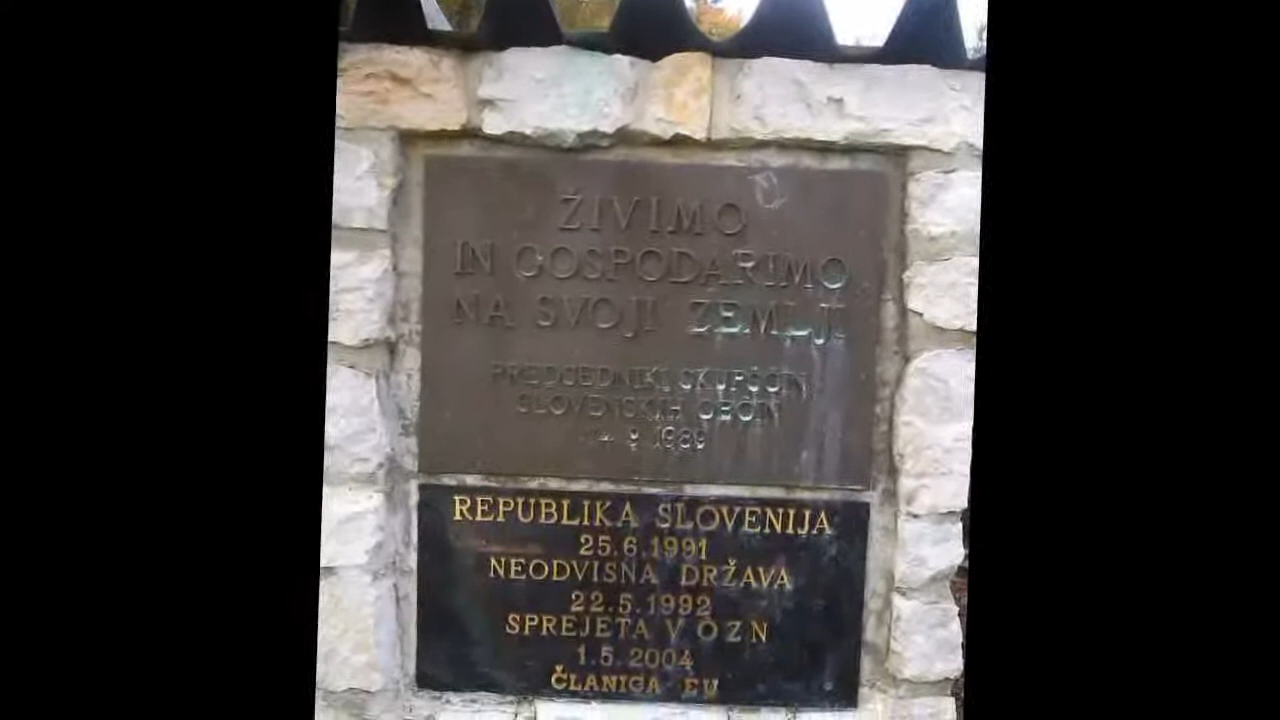 ŽIVIMO
IN GOSPODARIMO
NA SVOJI ZEMLJI
PREDSEDNIKI SKUPŠČIN
SLOVENSKIH OBČIN
9 1989
REPUBLIKA SLOVENIJA
25.6.1991
NEODVISNA DRŽAVA
22.5.1992
SPREJETA V OZN
1.5.2004
ČLANICA EU